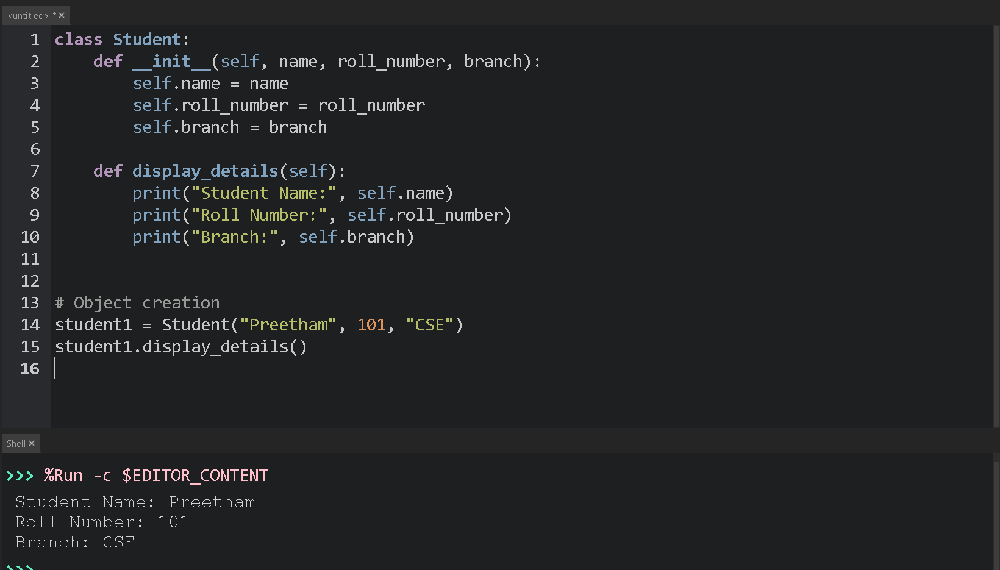 <untitled> * ×
1 class Student:
2     def __init__(self, name, roll_number, branch):
3         self.name = name
4         self.roll_number = roll_number
5         self.branch = branch
6
7     def display_details(self):
8         print("Student Name:", self.name)
9         print("Roll Number:", self.roll_number)
10         print("Branch:", self.branch)
11
12
13 # Object creation
14 student1 = Student("Preetham", 101, "CSE")
15 student1.display_details()
16
Shell ×
>>> %Run -c $EDITOR_CONTENT
Student Name: Preetham
Roll Number: 101
Branch: CSE
>>>